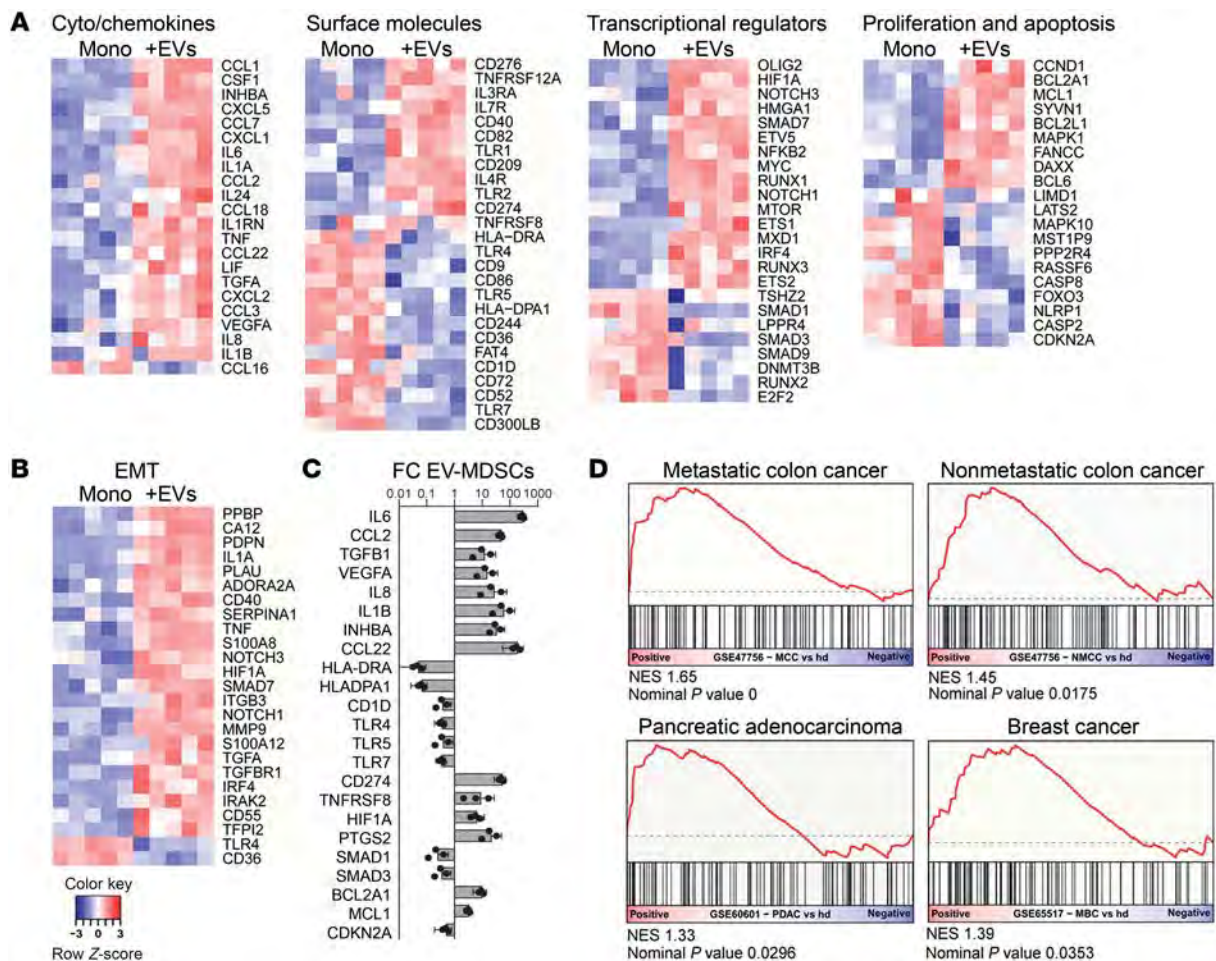 A
Cyto/chemokines
Mono +EVs
CCL1
CSF1
INHBA
CXCL5
CCL7
CXCL1
IL6
IL1A
CCL2
IL24
CCL18
IL1RN
TNF
CCL22
LIF
TGFA
CXCL2
CCL3
VEGFA
IL8
IL1B
CCL16
Surface molecules
Mono +EVs
CD276
TNFRSF12A
IL3RA
IL7R
CD40
CD82
TLR1
CD209
IL4R
TLR2
CD274
TNFRSF8
HLA−DRA
TLR4
CD9
CD86
TLR5
HLA−DPA1
CD244
CD36
FAT4
CD1D
CD72
CD52
TLR7
CD300LB
Transcriptional regulators
Mono +EVs
OLIG2
HIF1A
NOTCH3
HMGA1
SMAD7
ETV5
NFKB2
MYC
RUNX1
NOTCH1
MTOR
ETS1
MXD1
IRF4
RUNX3
ETS2
TSHZ2
SMAD1
LPPR4
SMAD3
SMAD9
DNMT3B
RUNX2
E2F2
Proliferation and apoptosis
Mono +EVs
CCND1
BCL2A1
MCL1
SYVN1
BCL2L1
MAPK1
FANCC
DAXX
BCL6
LIMD1
LATS2
MAPK10
MST1P9
PPP2R4
RASSF6
CASP8
FOXO3
NLRP1
CASP2
CDKN2A
B
EMT
Mono +EVs
PPBP
CA12
PDPN
IL1A
PLAU
ADORA2A
CD40
SERPINA1
TNF
S100A8
NOTCH3
HIF1A
SMAD7
ITGB3
NOTCH1
MMP9
S100A12
TGFA
TGFBR1
IRF4
IRAK2
CD55
TFPI2
TLR4
CD36
Color key
−3 0 3
Row Z-score
C
FC EV-MDSCs
0.01 0.1 1 10 100 1000
IL6
CCL2
TGFB1
VEGFA
IL8
IL1B
INHBA
CCL22
HLA-DRA
HLADPA1
CD1D
TLR4
TLR5
TLR7
CD274
TNFRSF8
HIF1A
PTGS2
SMAD1
SMAD3
BCL2A1
MCL1
CDKN2A
D
Metastatic colon cancer
Positive GSE47756 − MCC vs hd Negative
NES 1.65
Nominal P value 0
Nonmetastatic colon cancer
Positive GSE47756 − NMCC vs hd Negative
NES 1.45
Nominal P value 0.0175
Pancreatic adenocarcinoma
Positive GSE60601 − PDAC vs hd Negative
NES 1.33
Nominal P value 0.0296
Breast cancer
Positive GSE65517 − MBC vs hd Negative
NES 1.39
Nominal P value 0.0353